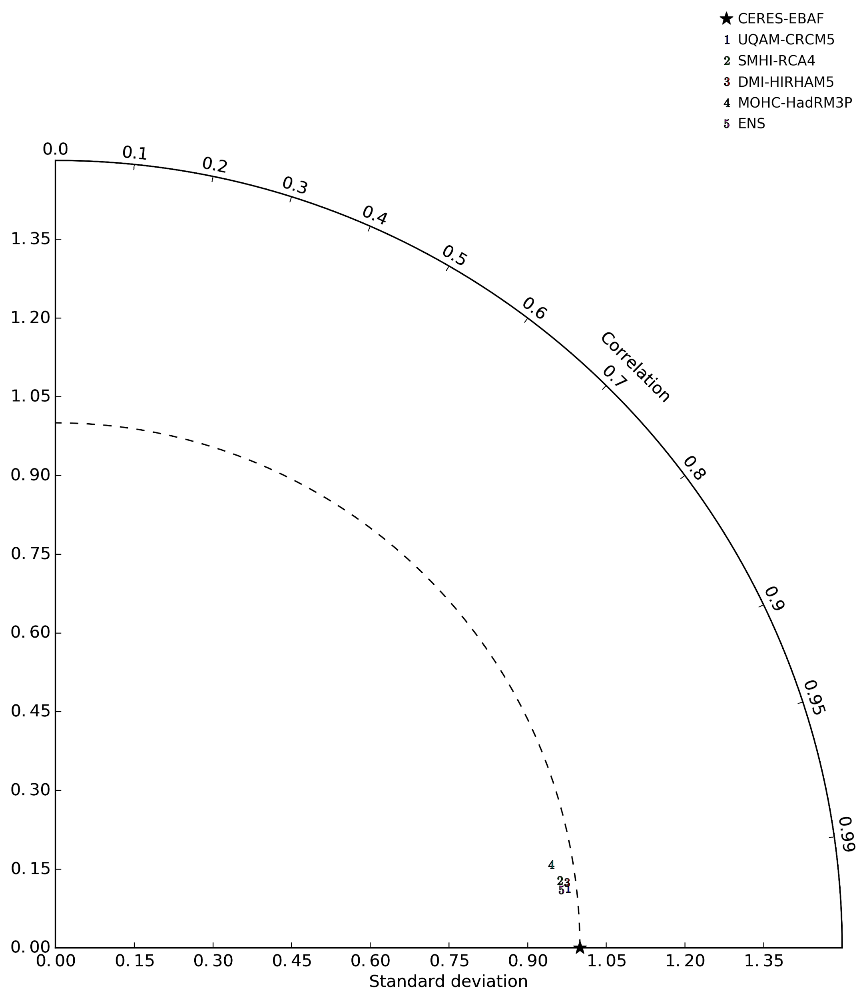 ★ CERES-EBAF
1 UQAM-CRCM5
2 SMHI-RCA4
3 DMI-HIRHAM5
4 MOHC-HadRM3P
5 ENS
0.0
0.1
0.2
0.3
0.4
0.5
0.6
Correlation
0.7
0.8
0.9
0.95
0.99
1.35
1.20
1.05
0.90
0.75
0.60
0.45
0.30
0.15
0.00
4
2 3
5 1
0.00 0.15 0.30 0.45 0.60 0.75 0.90 1.05 1.20 1.35
Standard deviation